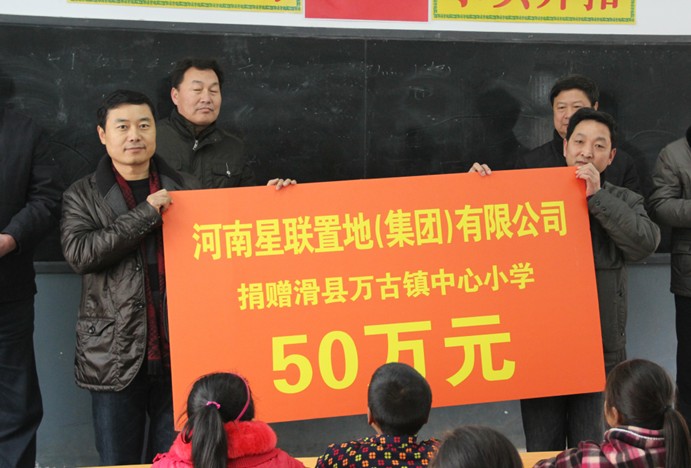 河南星联置地(集团)有限公司
捐赠滑县万古镇中心小学
50万元